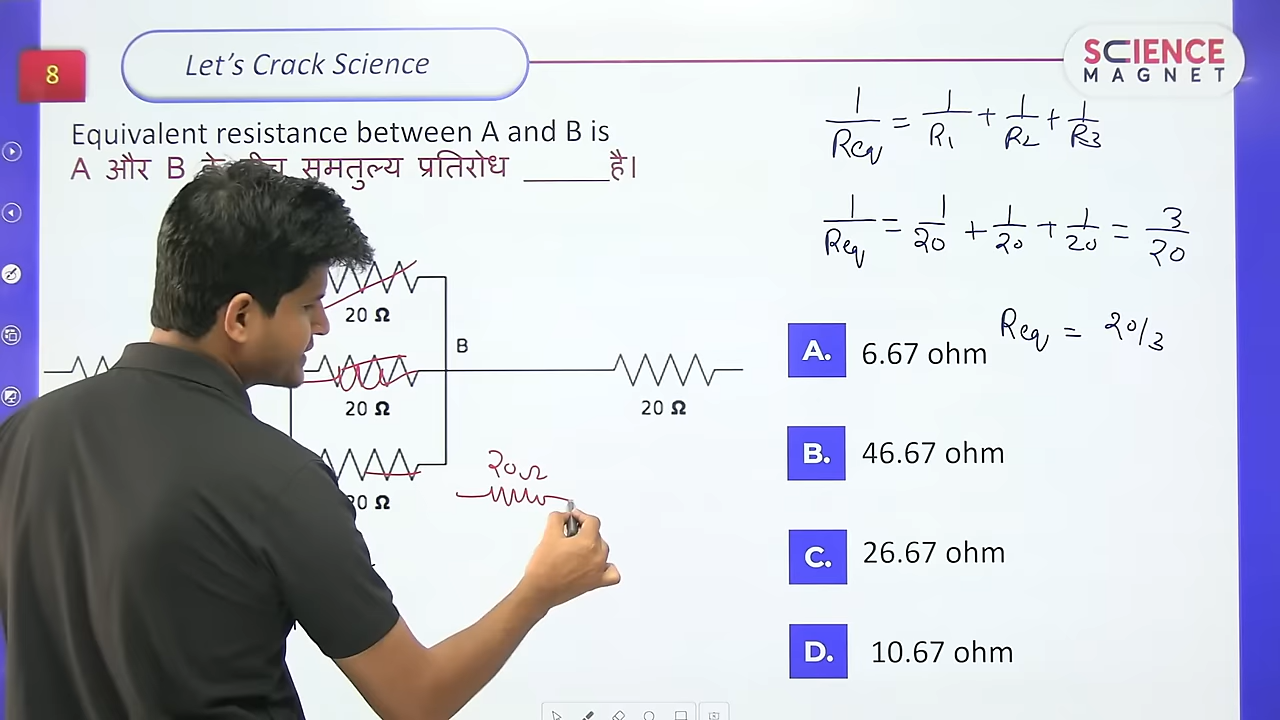 8
Let's Crack Science
SCIENCE
MAGNET
Equivalent resistance between A and B is
A और B समतुल्य प्रतिरोध _____है।
1/Req = 1/R1 + 1/R2 + 1/R3
1/Req = 1/20 + 1/20 + 1/20 = 3/20
Req = 20/3
20 Ω
B
20 Ω
20 Ω
20 Ω
20Ω
A. 6.67 ohm
B. 46.67 ohm
C. 26.67 ohm
D. 10.67 ohm